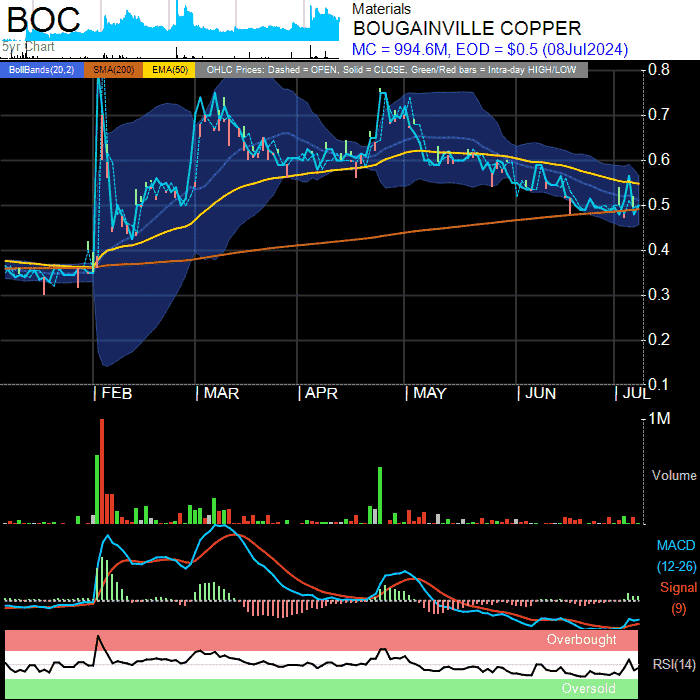 BOC
Materials
BOUGAINVILLE COPPER
5yr Chart
MC = 994.6M, EOD = $0.5 (08Jul2024)
BollBands(20,2) SMA(200) EMA(50) OHLC Prices: Dashed = OPEN, Solid = CLOSE, Green/Red bars = Intra-day HIGH/LOW
0.8
0.7
0.6
0.5
0.4
0.3
0.2
0.1
FEB MAR APR MAY JUN JUL
1M
Volume
MACD
(12-26)
Signal
(9)
Overbought
RSI(14)
Oversold